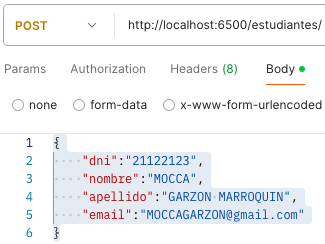 POST http://localhost:6500/estudiantes/
Params Authorization Headers (8) Body
none form-data x-www-form-urlencoded
1 {
2 "dni":"21122123",
3 "nombre":"MOCCA",
4 "apellido":"GARZON MARROQUIN",
5 "email":"MOCCAGARZON@gmail.com"
6 }